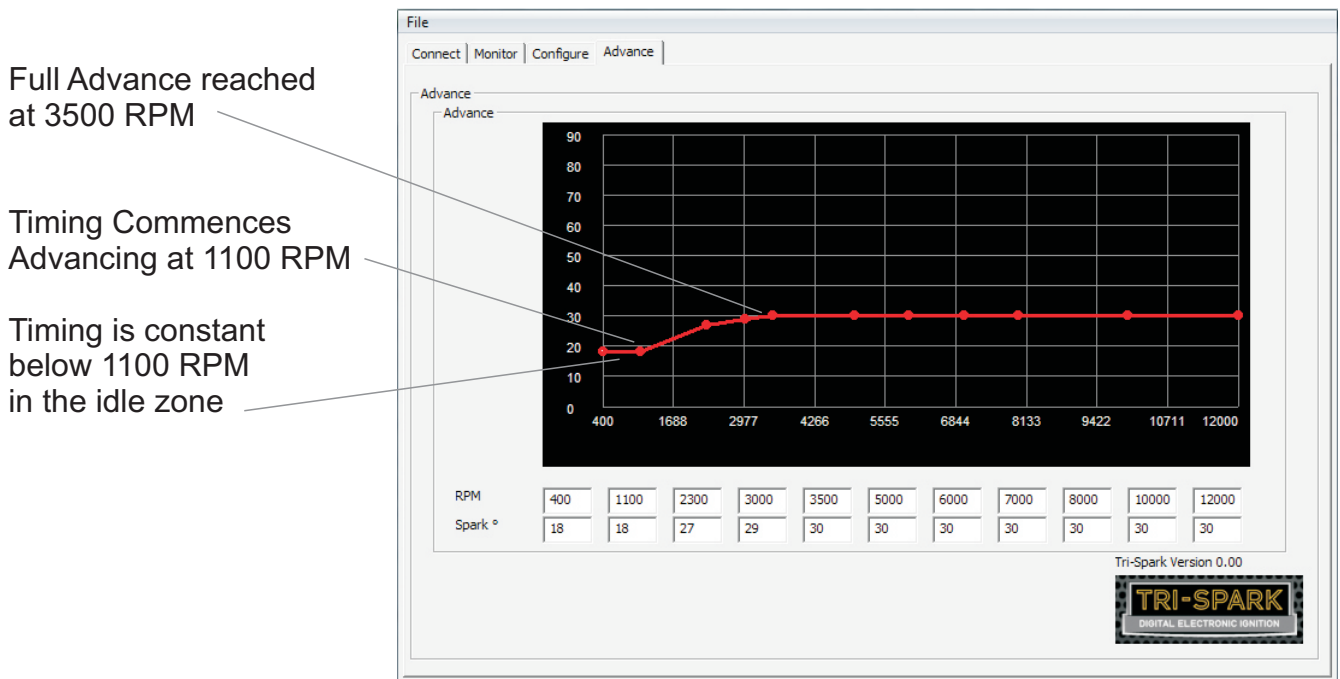 File
Connect Monitor Configure Advance
Full Advance reached
at 3500 RPM
Timing Commences
Advancing at 1100 RPM
Timing is constant
below 1100 RPM
in the idle zone
Advance
Advance
90
80
70
60
50
40
30
20
10
0
400 1688 2977 4266 5555 6844 8133 9422 10711 12000
RPM 400 1100 2300 3000 3500 5000 6000 7000 8000 10000 12000
Spark ° 18 18 27 29 30 30 30 30 30 30 30
Tri-Spark Version 0.00
TRI-SPARK
DIGITAL ELECTRONIC IGNITION